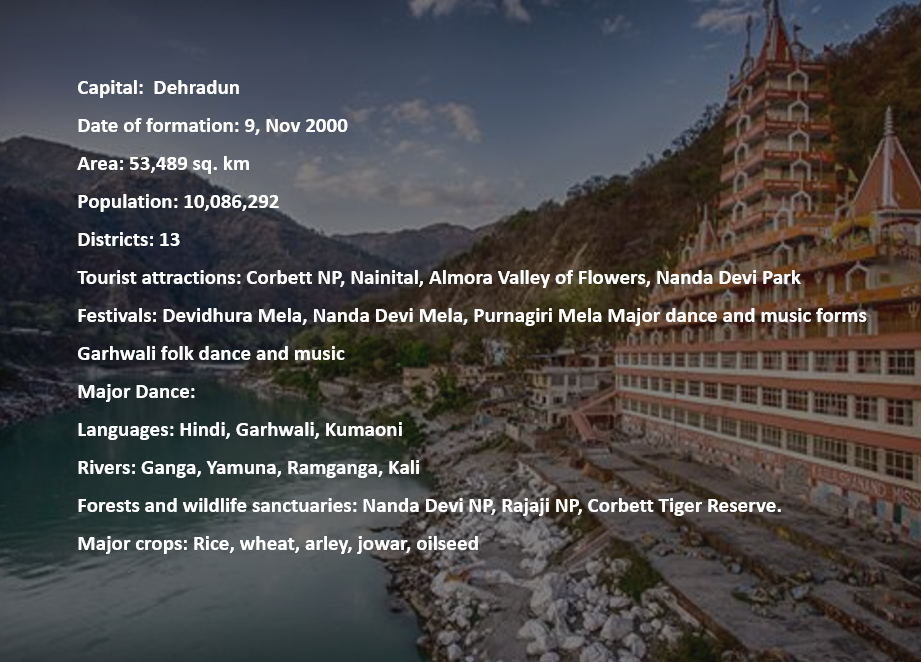 Capital:  Dehradun
Date of formation: 9, Nov 2000
Area: 53,489 sq. km
Population: 10,086,292
Districts: 13
Tourist attractions: Corbett NP, Nainital, Almora Valley of Flowers, Nanda Devi Park
Festivals: Devidhura Mela, Nanda Devi Mela, Purnagiri Mela Major dance and music forms
Garhwali folk dance and music
Major Dance:
Languages: Hindi, Garhwali, Kumaoni
Rivers: Ganga, Yamuna, Ramganga, Kali
Forests and wildlife sanctuaries: Nanda Devi NP, Rajaji NP, Corbett Tiger Reserve.
Major crops: Rice, wheat, arley, jowar, oilseed